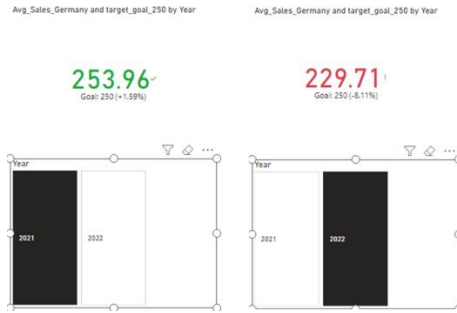 Avg_Sales_Germany and target_goal_250 by Year
253.96✓
Goal: 250 (+1.59%)
Year
2021
2022
Avg_Sales_Germany and target_goal_250 by Year
229.71!
Goal: 250 (-8.11%)
Year
2021
2022